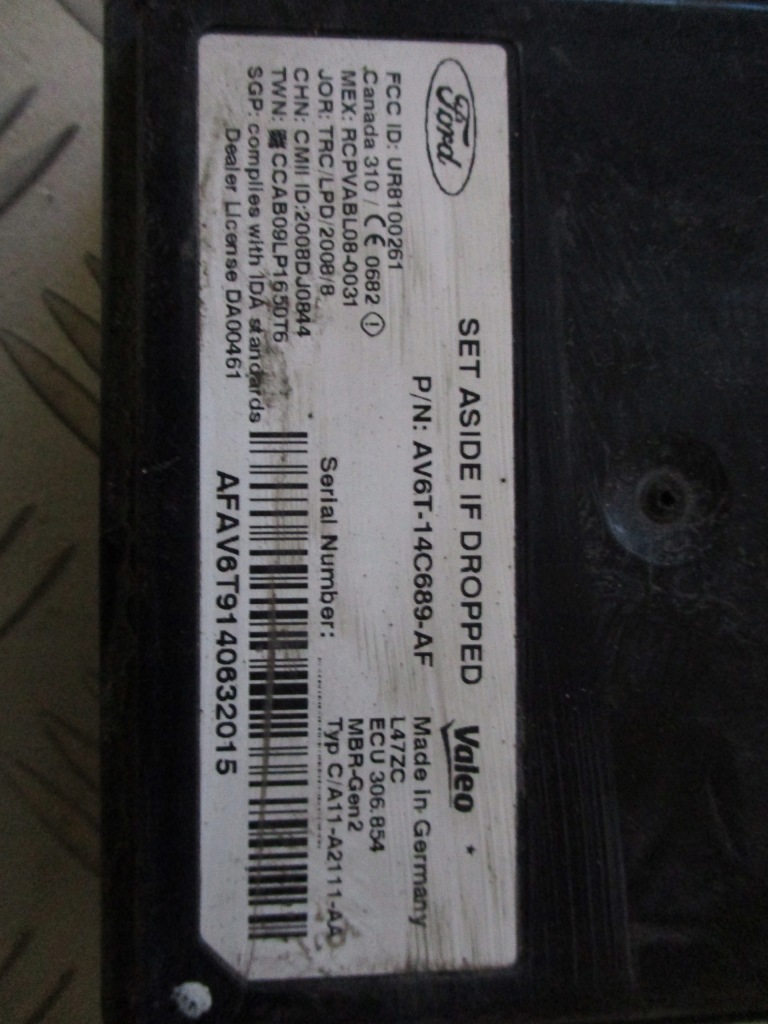 Ford
SET ASIDE IF DROPPED
P/N: AV6T-14C689-AF
Valeo *
Made in Germany
L47ZC
ECU 306.854
MBR-Gen2
Typ C/A11-A2111-AA
FCC ID: UR8100261
Canada 310 / CE 0682
MEX: RCPVABL08-0031
JOR: TRC/LPD/2008/8
CHN: CMII ID:2008DJ0844
TWN: CCAB09LP1650T6
SGP: complies with IDA standards
Dealer License DA00461
Serial Number:
AFAV6T9140632015